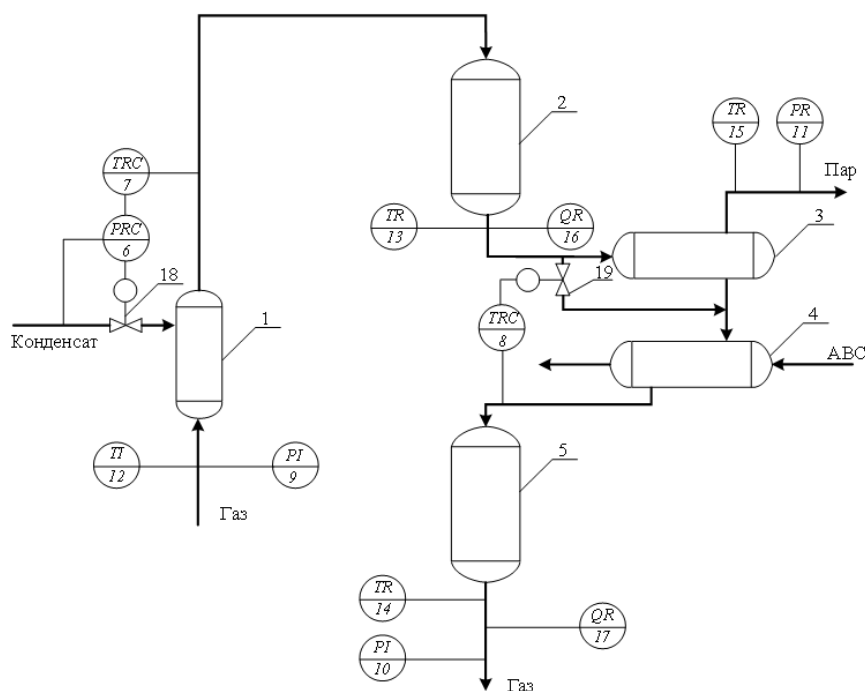 2
TR
15
PR
11
Пар
TRC
7
PRC
6
TR
13
QR
16
3
18
19
1
TRC
8
4
Конденсат
АВС
TI
12
PI
9
5
Газ
TR
14
QR
17
PI
10
Газ